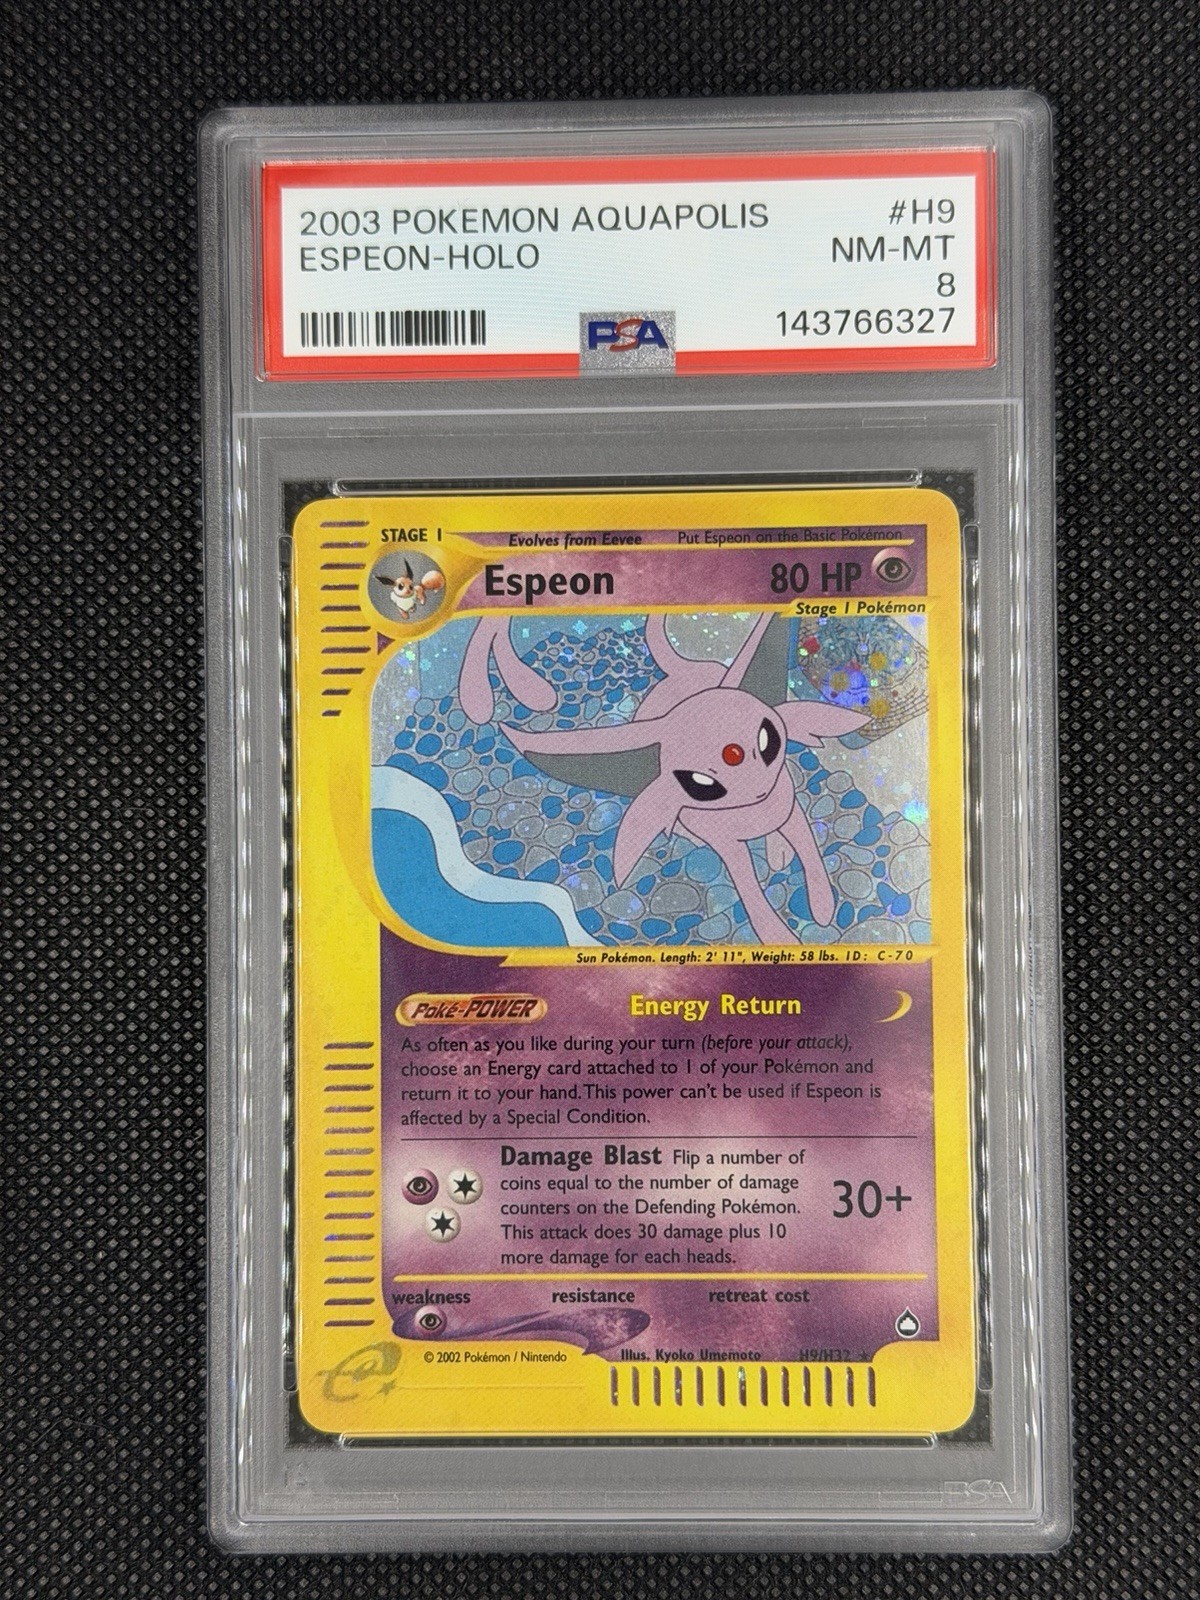 2003 POKEMON AQUAPOLIS #H9
ESPEON-HOLO NM-MT
8
PSA 143766327
STAGE 1 Evolves from Eevee Put Espeon on the Basic Pokémon
Espeon 80 HP
Stage 1 Pokémon
Sun Pokémon. Length: 2' 11", Weight: 58 lbs. ID: C-70
Poké-POWER Energy Return
As often as you like during your turn (before your attack),
choose an Energy card attached to 1 of your Pokémon and
return it to your hand. This power can't be used if Espeon is
affected by a Special Condition.
Damage Blast Flip a number of
coins equal to the number of damage
counters on the Defending Pokémon. 30+
This attack does 30 damage plus 10
more damage for each heads.
weakness resistance retreat cost
© 2002 Pokémon / Nintendo Illus. Kyoko Umemoto H9/H32 ★
e
PSA